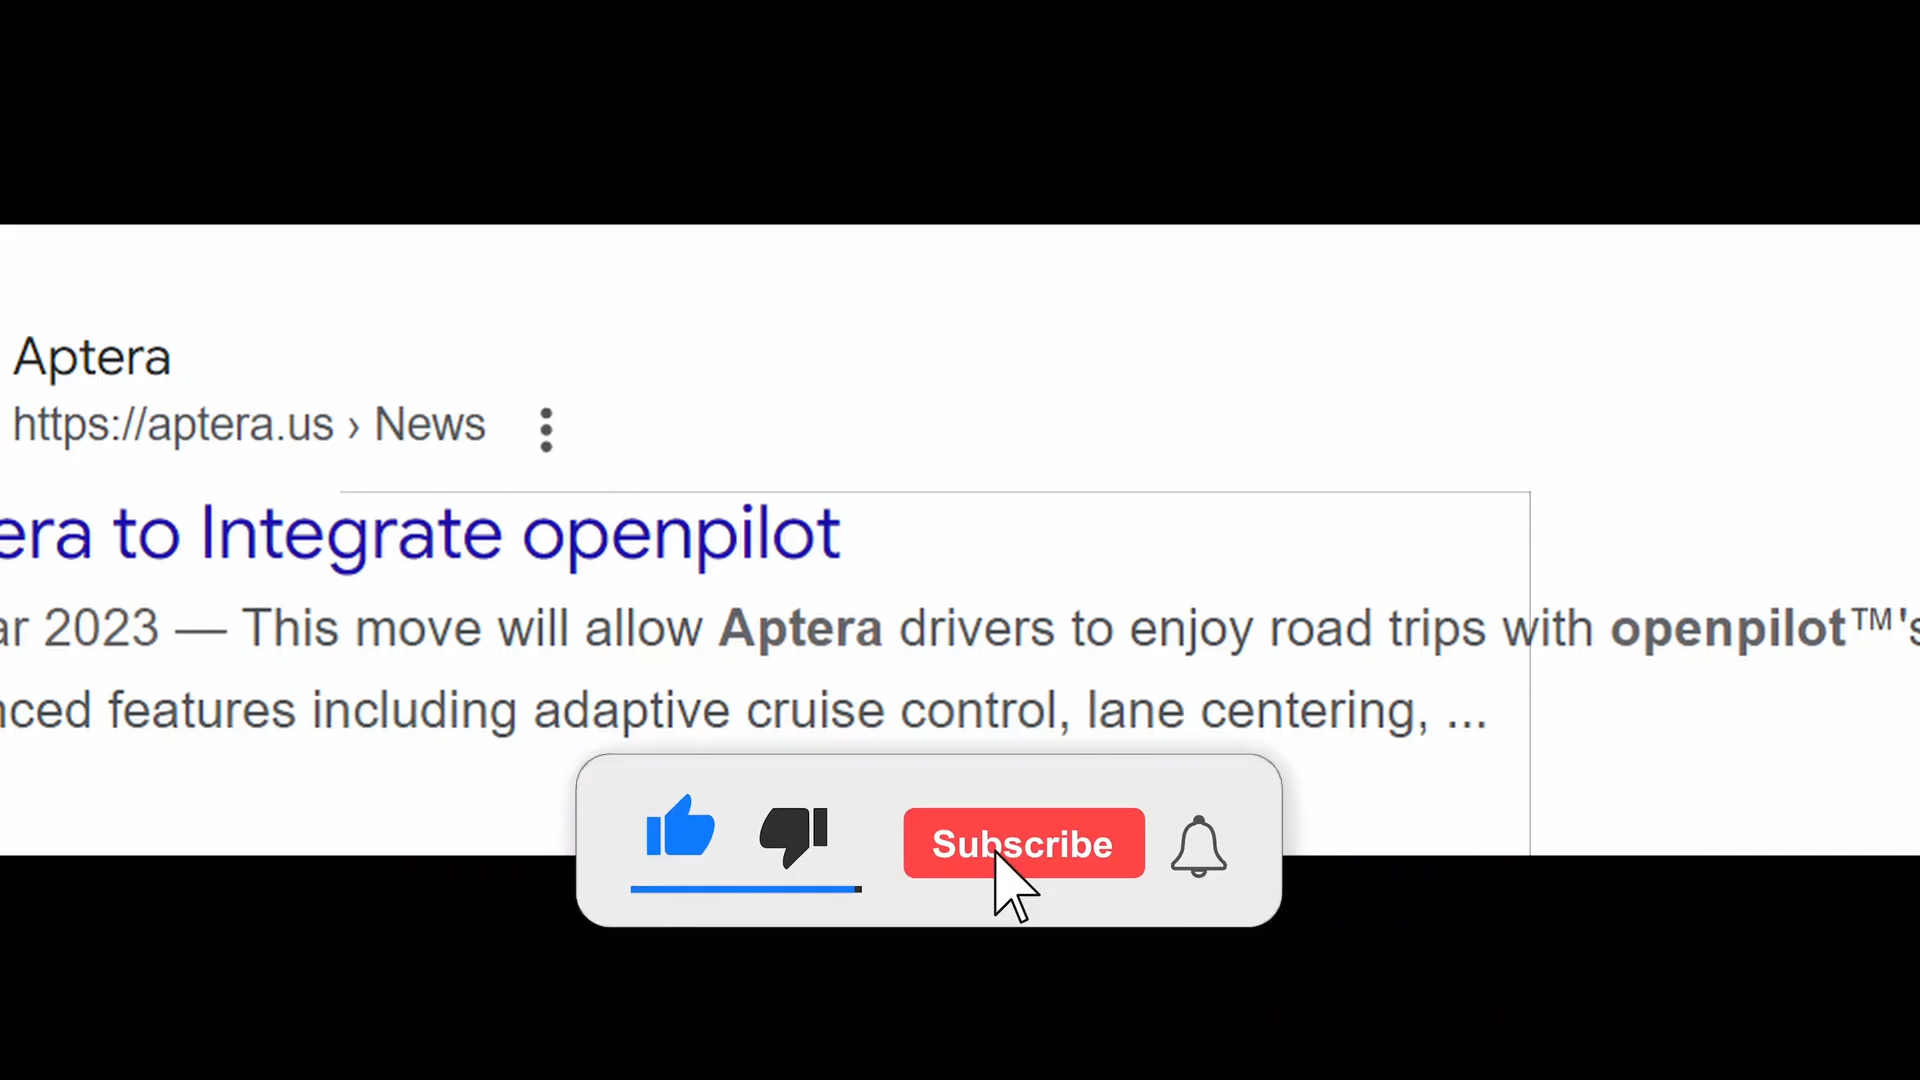 Aptera
https://aptera.us › News
era to Integrate openpilot
ar 2023 — This move will allow Aptera drivers to enjoy road trips with openpilot™'s
nced features including adaptive cruise control, lane centering, ...
Subscribe